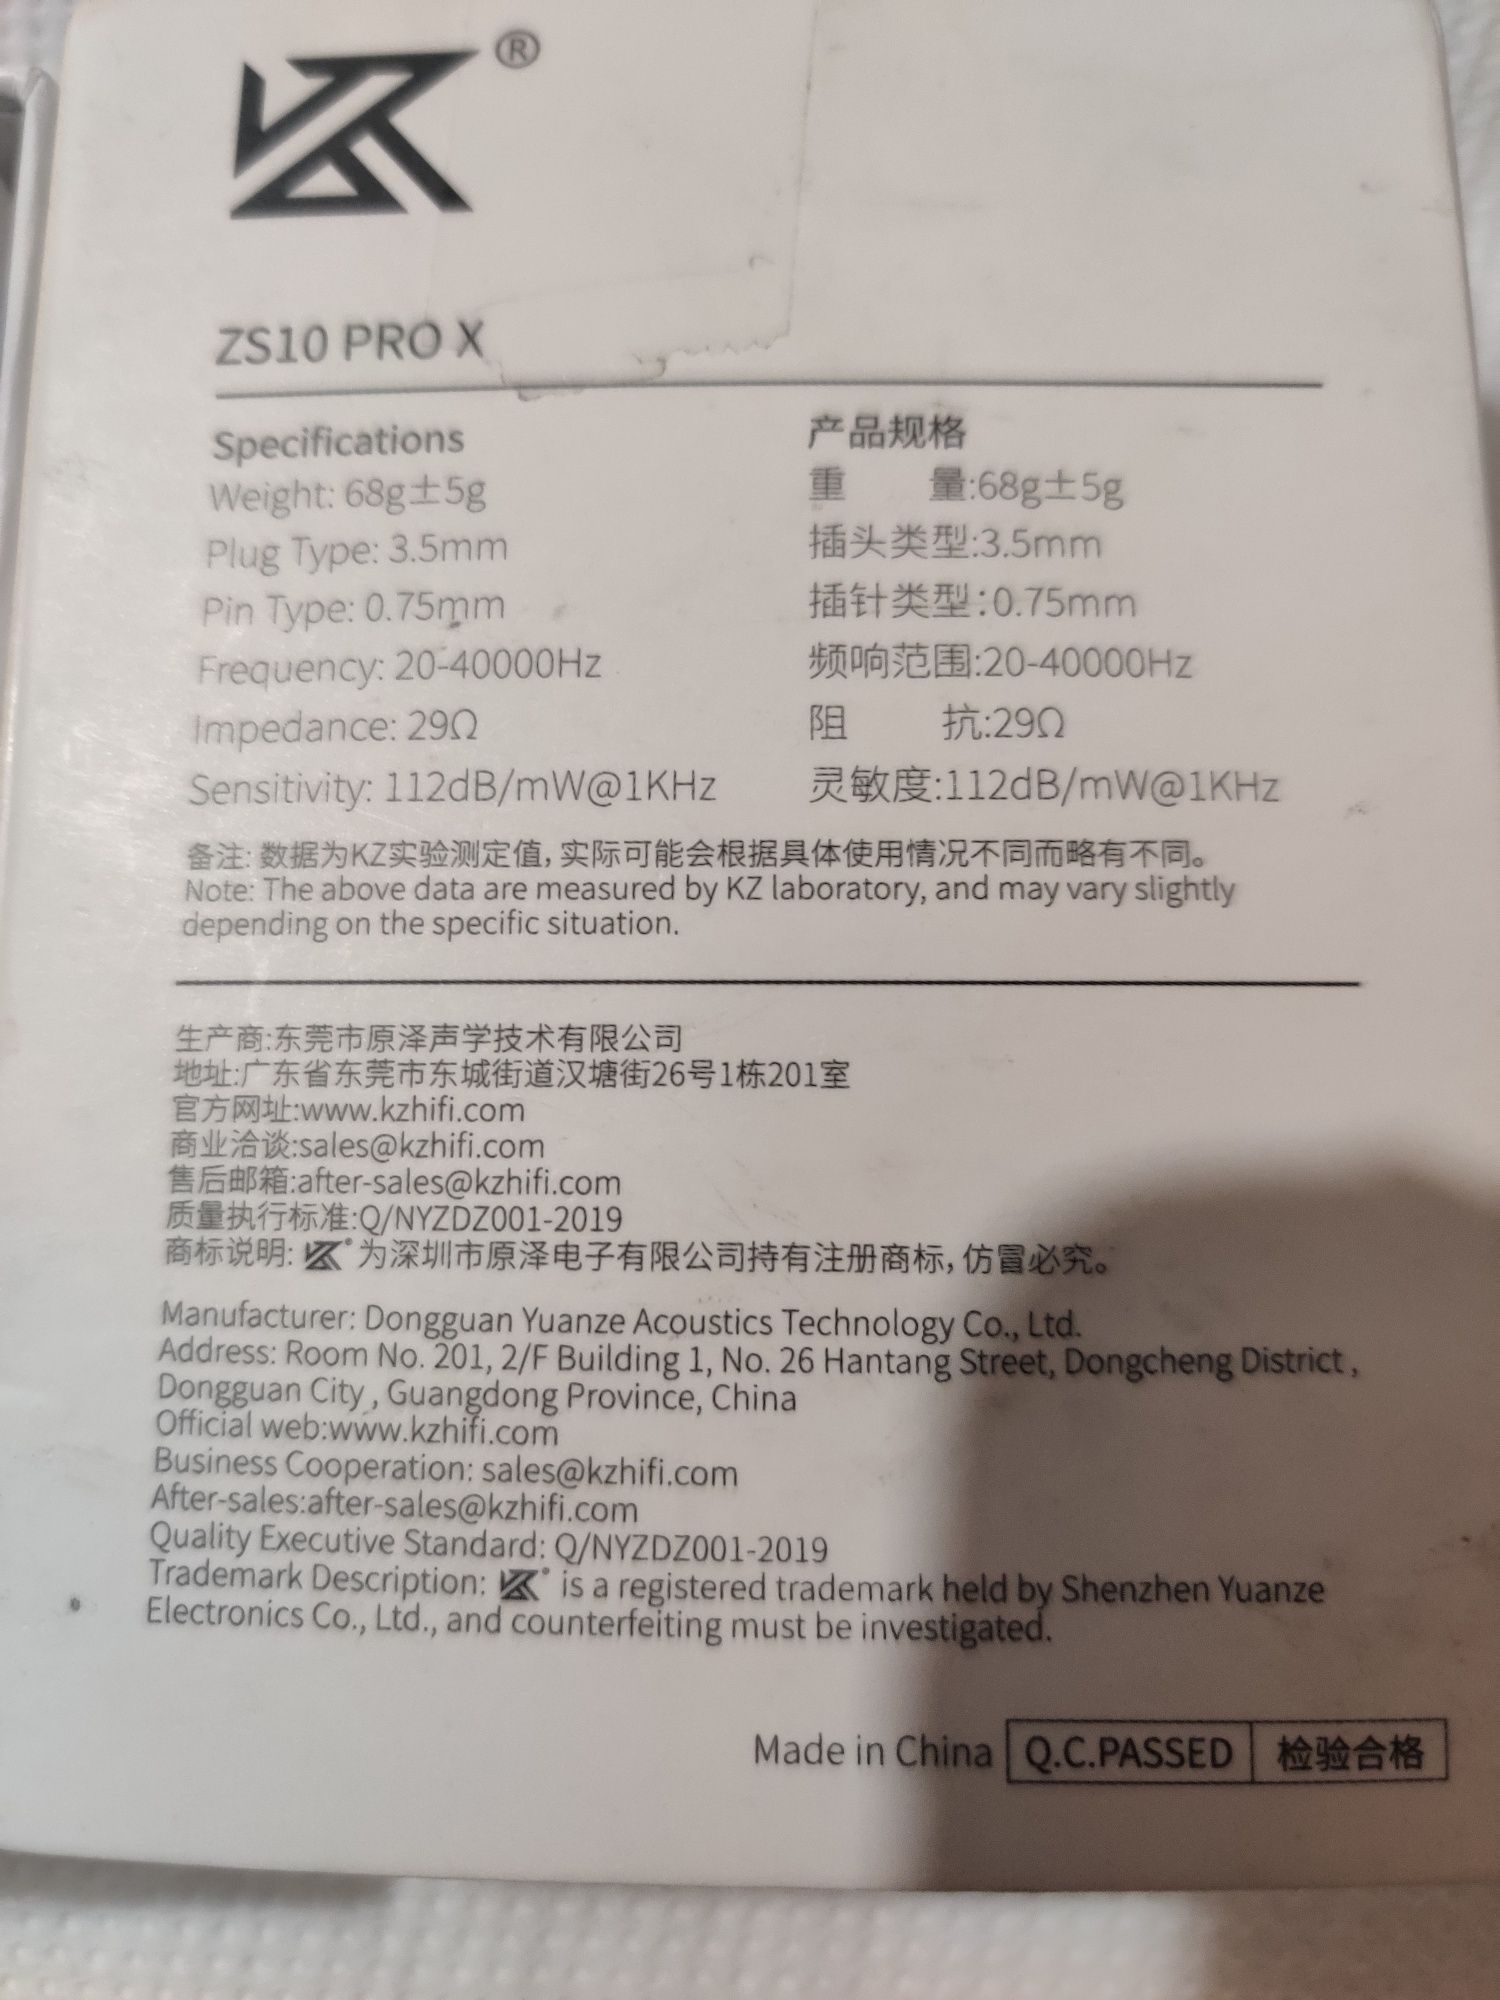 KZ®
ZS10 PRO X
Specifications
Weight: 68g±5g
Plug Type: 3.5mm
Pin Type: 0.75mm
Frequency: 20-40000Hz
Impedance: 29Ω
Sensitivity: 112dB/mW@1KHz
产品规格
重 量:68g±5g
插头类型:3.5mm
插针类型:0.75mm
频响范围:20-40000Hz
阻 抗:29Ω
灵敏度:112dB/mW@1KHz
备注: 数据为KZ实验测定值, 实际可能会根据具体使用情况不同而略有不同。
Note: The above data are measured by KZ laboratory, and may vary slightly
depending on the specific situation.
生产商:东莞市原泽声学技术有限公司
地址:广东省东莞市东城街道汉塘街26号1栋201室
官方网址:www.kzhifi.com
商业洽谈:sales@kzhifi.com
售后邮箱:after-sales@kzhifi.com
质量执行标准:Q/NYZDZ001-2019
商标说明: KZ® 为深圳市原泽电子有限公司持有注册商标, 仿冒必究。
Manufacturer: Dongguan Yuanze Acoustics Technology Co., Ltd.
Address: Room No. 201, 2/F Building 1, No. 26 Hantang Street, Dongcheng District ,
Dongguan City , Guangdong Province, China
Official web:www.kzhifi.com
Business Cooperation: sales@kzhifi.com
After-sales:after-sales@kzhifi.com
Quality Executive Standard: Q/NYZDZ001-2019
Trademark Description: KZ® is a registered trademark held by Shenzhen Yuanze
Electronics Co., Ltd., and counterfeiting must be investigated.
Made in China Q.C.PASSED 检验合格